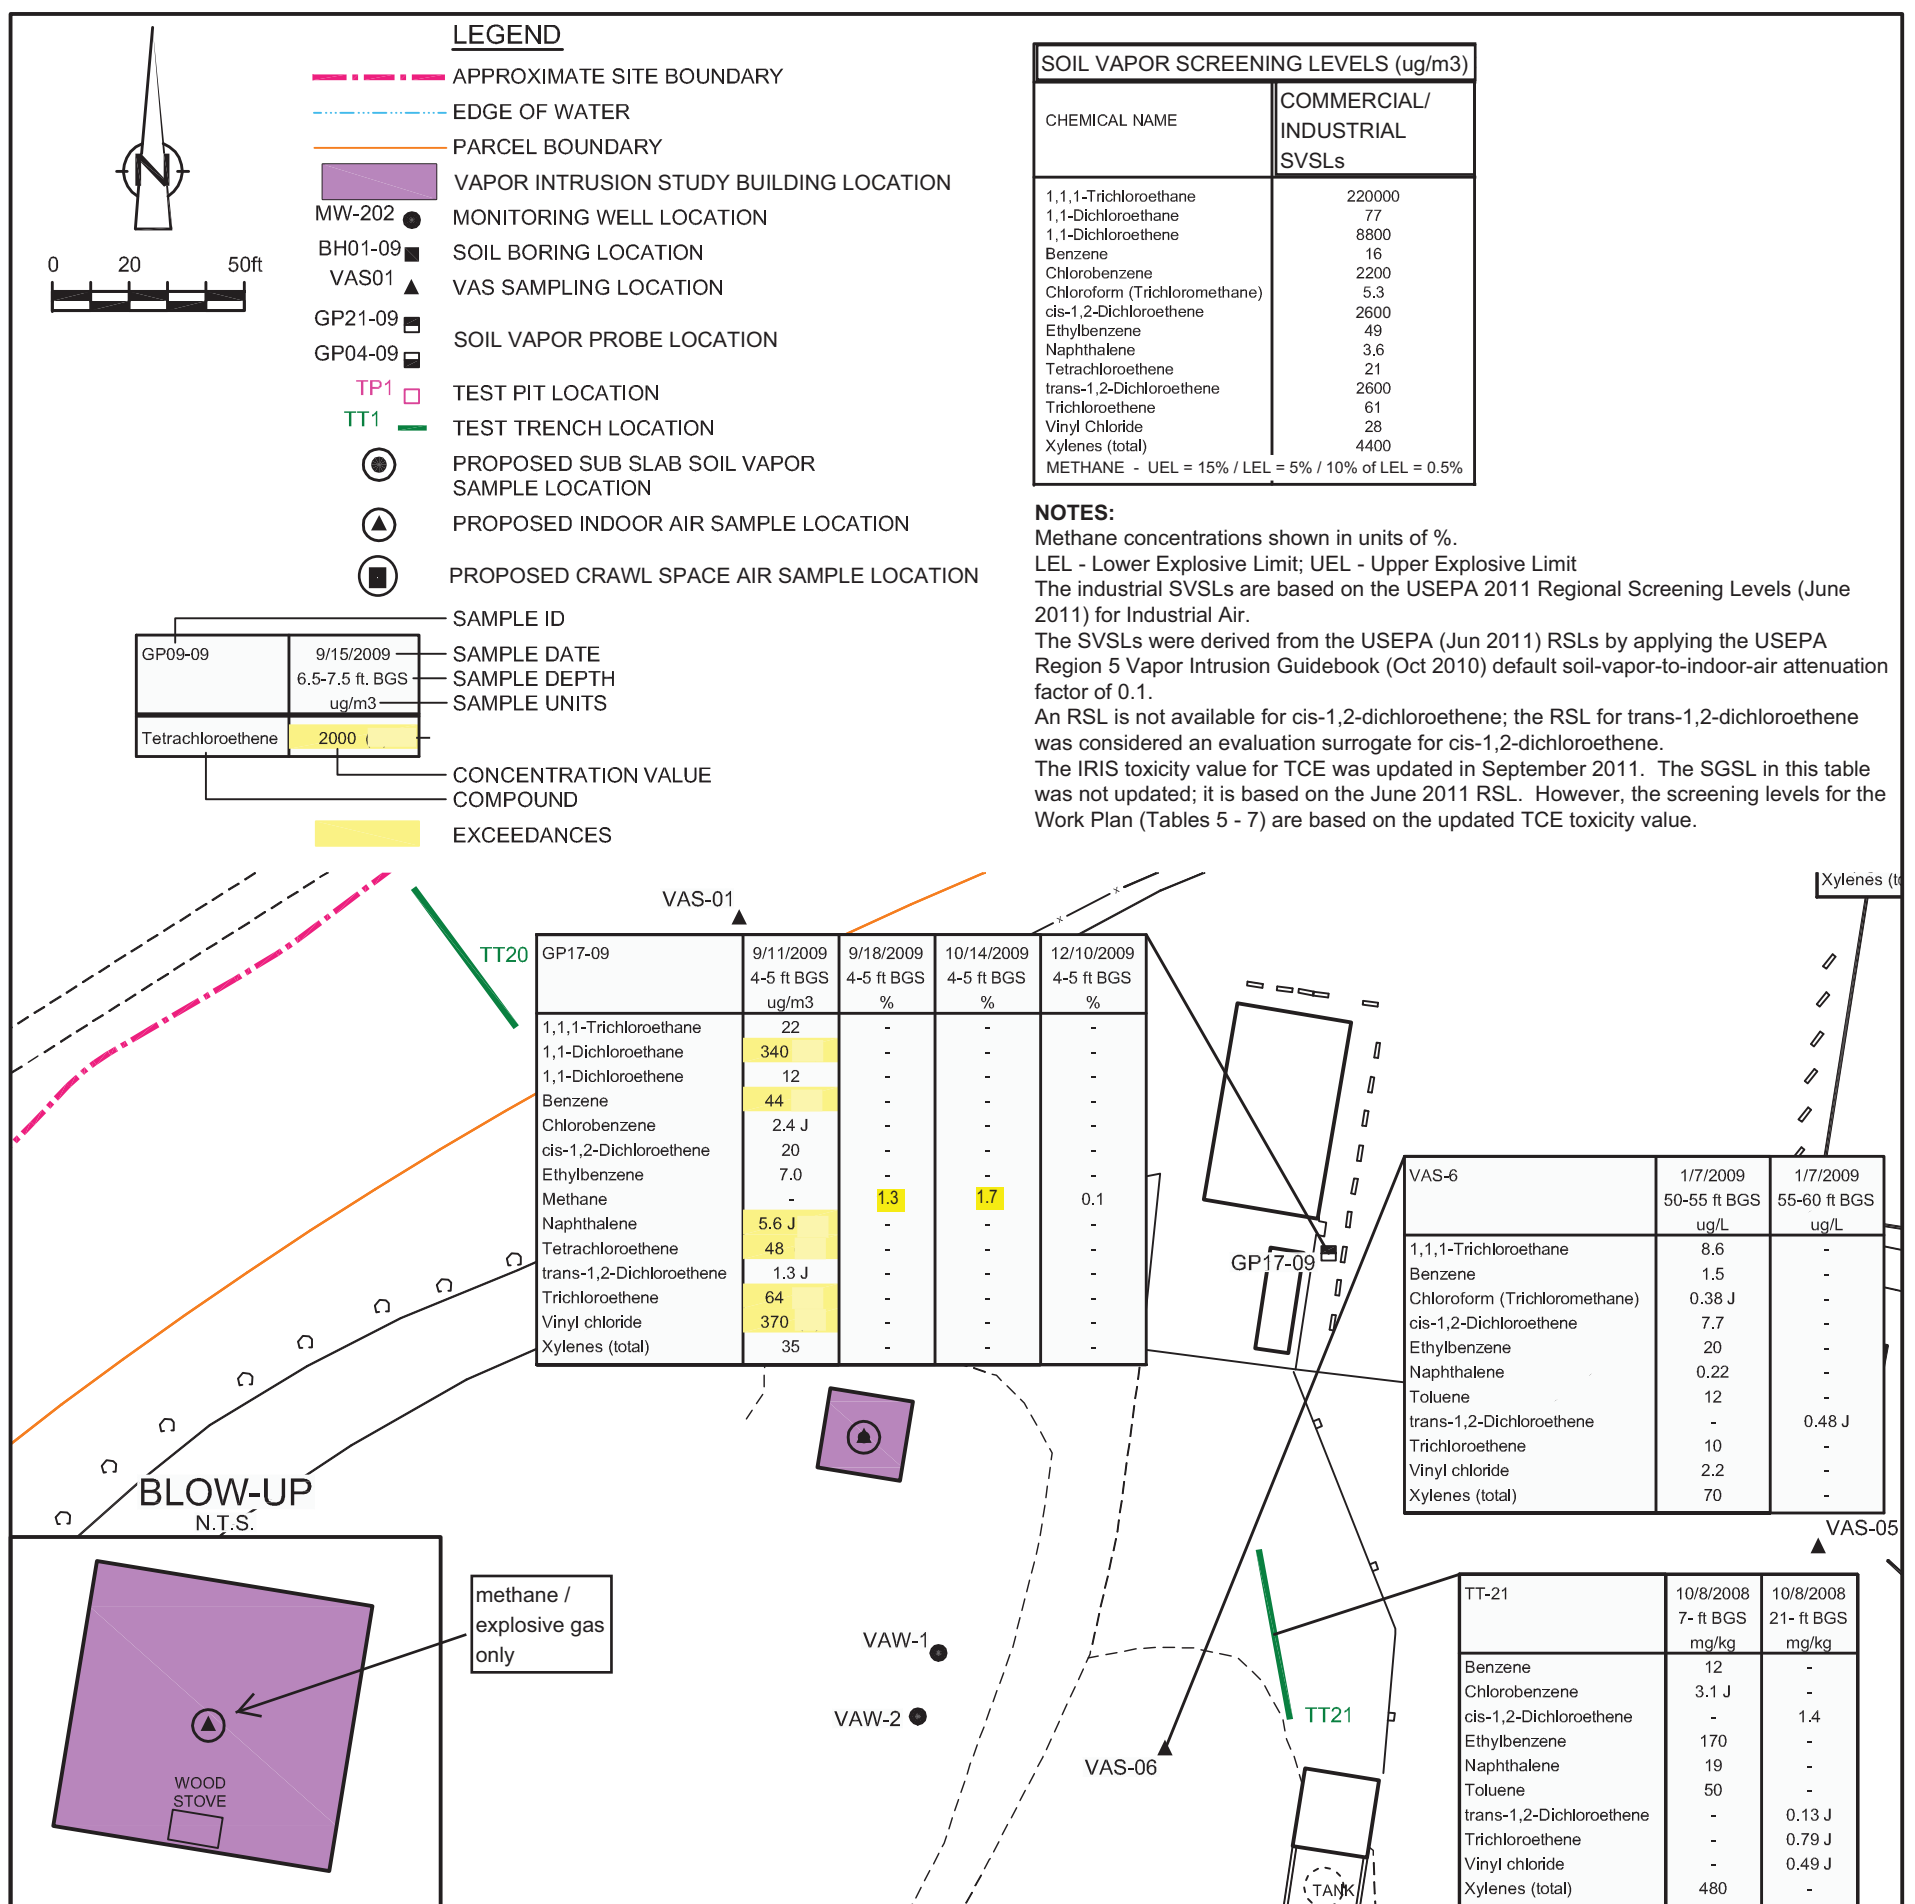 LEGEND
APPROXIMATE SITE BOUNDARY
EDGE OF WATER
PARCEL BOUNDARY
VAPOR INTRUSION STUDY BUILDING LOCATION
MW-202 MONITORING WELL LOCATION
BH01-09 SOIL BORING LOCATION
VAS01 VAS SAMPLING LOCATION
GP21-09
SOIL VAPOR PROBE LOCATION
GP04-09
TP1 TEST PIT LOCATION
TT1 TEST TRENCH LOCATION
PROPOSED SUB SLAB SOIL VAPOR
SAMPLE LOCATION
PROPOSED INDOOR AIR SAMPLE LOCATION
PROPOSED CRAWL SPACE AIR SAMPLE LOCATION
N
0 20 50ft
SAMPLE ID
GP09-09 9/15/2009 SAMPLE DATE
6.5-7.5 ft. BGS SAMPLE DEPTH
ug/m3 SAMPLE UNITS
Tetrachloroethene 2000 (
CONCENTRATION VALUE
COMPOUND
EXCEEDANCES
SOIL VAPOR SCREENING LEVELS (ug/m3)
CHEMICAL NAME
COMMERCIAL/
INDUSTRIAL
SVSLs
1,1,1-Trichloroethane 220000
1,1-Dichloroethane 77
1,1-Dichloroethene 8800
Benzene 16
Chlorobenzene 2200
Chloroform (Trichloromethane) 5.3
cis-1,2-Dichloroethene 2600
Ethylbenzene 49
Naphthalene 3.6
Tetrachloroethene 21
trans-1,2-Dichloroethene 2600
Trichloroethene 61
Vinyl Chloride 28
Xylenes (total) 4400
METHANE - UEL = 15% / LEL = 5% / 10% of LEL = 0.5%
NOTES:
Methane concentrations shown in units of %.
LEL - Lower Explosive Limit; UEL - Upper Explosive Limit
The industrial SVSLs are based on the USEPA 2011 Regional Screening Levels (June
2011) for Industrial Air.
The SVSLs were derived from the USEPA (Jun 2011) RSLs by applying the USEPA
Region 5 Vapor Intrusion Guidebook (Oct 2010) default soil-vapor-to-indoor-air attenuation
factor of 0.1.
An RSL is not available for cis-1,2-dichloroethene; the RSL for trans-1,2-dichloroethene
was considered an evaluation surrogate for cis-1,2-dichloroethene.
The IRIS toxicity value for TCE was updated in September 2011. The SGSL in this table
was not updated; it is based on the June 2011 RSL. However, the screening levels for the
Work Plan (Tables 5 - 7) are based on the updated TCE toxicity value.
Xylenes (to
VAS-01
TT20
GP17-09 9/11/2009 9/18/2009 10/14/2009 12/10/2009
4-5 ft BGS 4-5 ft BGS 4-5 ft BGS 4-5 ft BGS
ug/m3 % % %
1,1,1-Trichloroethane 22 - - -
1,1-Dichloroethane 340 - - -
1,1-Dichloroethene 12 - - -
Benzene 44 - - -
Chlorobenzene 2.4 J - - -
cis-1,2-Dichloroethene 20 - - -
Ethylbenzene 7.0 - - -
Methane - 1.3 1.7 0.1
Naphthalene 5.6 J - - -
Tetrachloroethene 48 - - -
trans-1,2-Dichloroethene 1.3 J - - -
Trichloroethene 64 - - -
Vinyl chloride 370 - - -
Xylenes (total) 35 - - -
GP17-09
VAS-6 1/7/2009 1/7/2009
50-55 ft BGS 55-60 ft BGS
ug/L ug/L
1,1,1-Trichloroethane 8.6 -
Benzene 1.5 -
Chloroform (Trichloromethane) 0.38 J -
cis-1,2-Dichloroethene 7.7 -
Ethylbenzene 20 -
Naphthalene 0.22 -
Toluene 12 -
trans-1,2-Dichloroethene - 0.48 J
Trichloroethene 10 -
Vinyl chloride 2.2 -
Xylenes (total) 70 -
VAS-05
BLOW-UP
N.T.S.
methane /
explosive gas
only
WOOD
STOVE
VAW-1
VAW-2
VAS-06
TT21
TANK
TT-21 10/8/2008 10/8/2008
7- ft BGS 21- ft BGS
mg/kg mg/kg
Benzene 12 -
Chlorobenzene 3.1 J -
cis-1,2-Dichloroethene - 1.4
Ethylbenzene 170 -
Naphthalene 19 -
Toluene 50 -
trans-1,2-Dichloroethene - 0.13 J
Trichloroethene - 0.79 J
Vinyl chloride - 0.49 J
Xylenes (total) 480 -